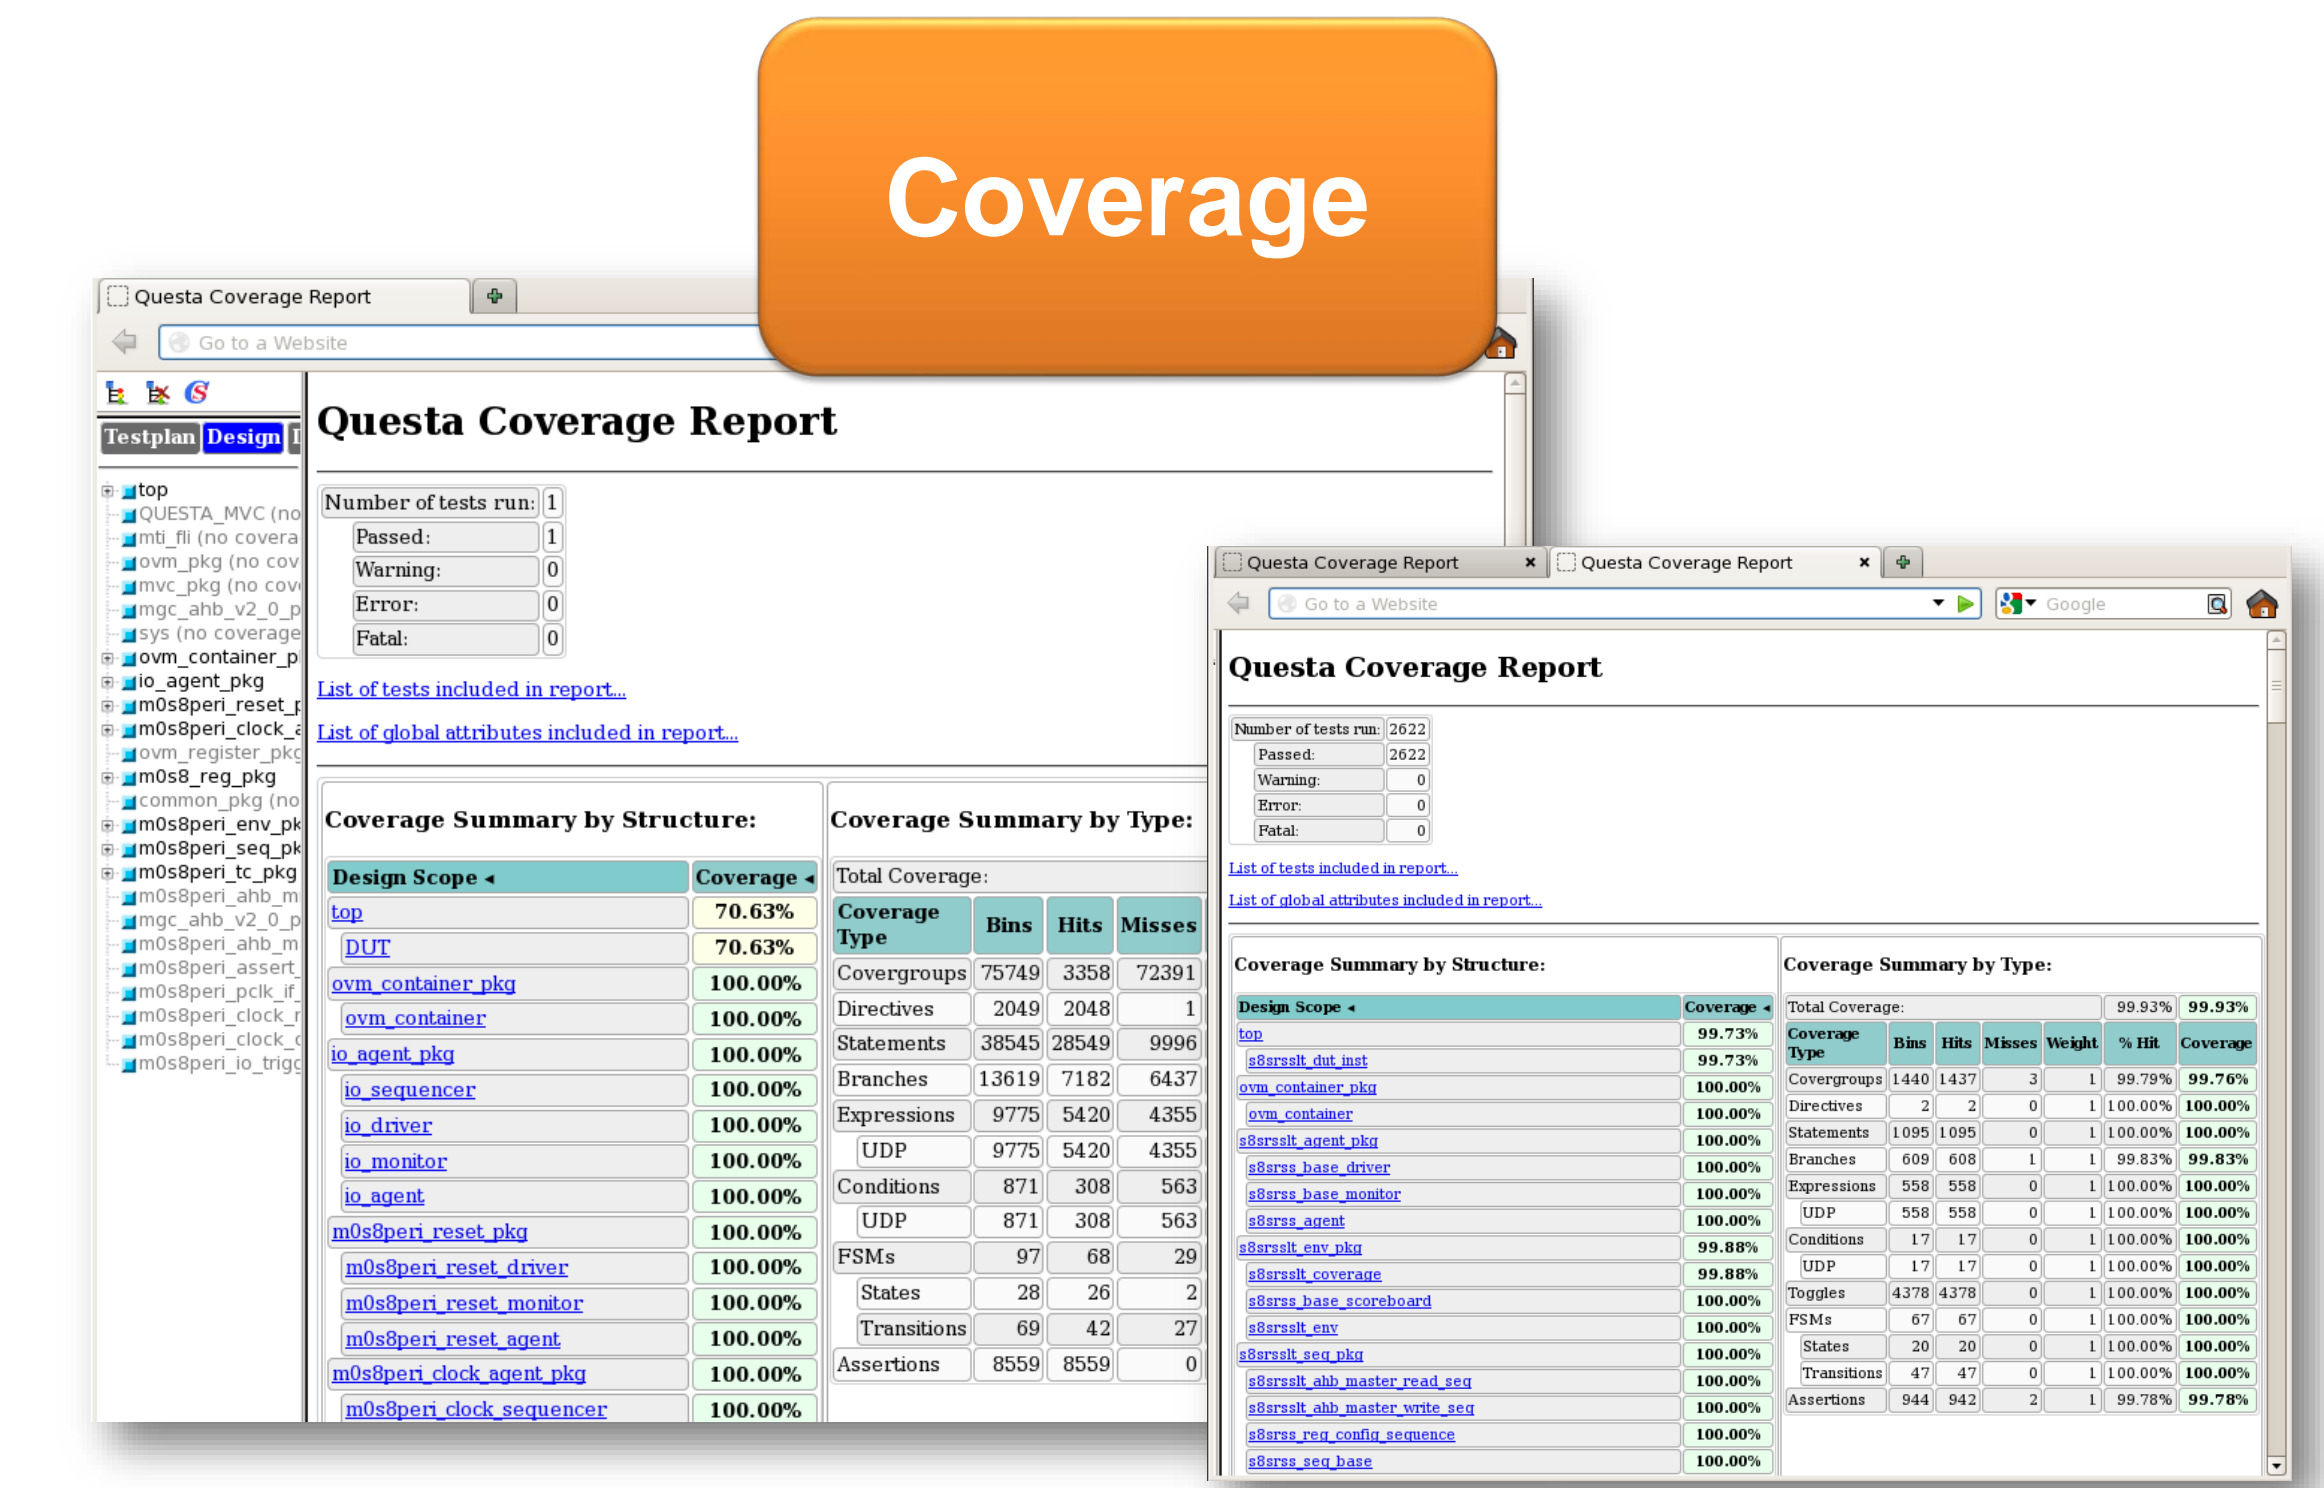 Coverage
Questa Coverage Report
Go to a Website
Testplan Design
top
QUESTA_MVC (no
mti_fli (no covera
ovm_pkg (no cov
mvc_pkg (no cov
mgc_ahb_v2_0_p
sys (no coverage
ovm_container_p
io_agent_pkg
m0s8peri_reset_p
m0s8peri_clock_a
ovm_register_pkg
m0s8_reg_pkg
common_pkg (no
m0s8peri_env_pk
m0s8peri_seq_pk
m0s8peri_tc_pkg
m0s8peri_ahb_m
mgc_ahb_v2_0_p
m0s8peri_ahb_m
m0s8peri_assert_
m0s8peri_pclk_if_
m0s8peri_clock_r
m0s8peri_clock_c
m0s8peri_io_trigg
Questa Coverage Report
Number of tests run: 1
Passed: 1
Warning: 0
Error: 0
Fatal: 0
List of tests included in report...
List of global attributes included in report...
Coverage Summary by Structure:
Design Scope Coverage
top 70.63%
DUT 70.63%
ovm_container_pkg 100.00%
ovm_container 100.00%
io_agent_pkg 100.00%
io_sequencer 100.00%
io_driver 100.00%
io_monitor 100.00%
io_agent 100.00%
m0s8peri_reset_pkg 100.00%
m0s8peri_reset_driver 100.00%
m0s8peri_reset_monitor 100.00%
m0s8peri_reset_agent 100.00%
m0s8peri_clock_agent_pkg 100.00%
m0s8peri_clock_sequencer 100.00%
Coverage Summary by Type:
Total Coverage:
Coverage Type Bins Hits Misses
Covergroups 75749 3358 72391
Directives 2049 2048 1
Statements 38545 28549 9996
Branches 13619 7182 6437
Expressions 9775 5420 4355
UDP 9775 5420 4355
Conditions 871 308 563
UDP 871 308 563
FSMs 97 68 29
States 28 26 2
Transitions 69 42 27
Assertions 8559 8559 0
Questa Coverage Report Questa Coverage Report
Go to a Website Google
Questa Coverage Report
Number of tests run: 2622
Passed: 2622
Warning: 0
Error: 0
Fatal: 0
List of tests included in report...
List of global attributes included in report...
Coverage Summary by Structure:
Design Scope Coverage
top 99.73%
s8srsslt_dut_inst 99.73%
ovm_container_pkg 100.00%
ovm_container 100.00%
s8srsslt_agent_pkg 100.00%
s8srss_base_driver 100.00%
s8srss_base_monitor 100.00%
s8srss_agent 100.00%
s8srsslt_env_pkg 99.88%
s8srsslt_coverage 99.88%
s8srss_base_scoreboard 100.00%
s8srsslt_env 100.00%
s8srsslt_seq_pkg 100.00%
s8srsslt_ahb_master_read_seq 100.00%
s8srsslt_ahb_master_write_seq 100.00%
s8srss_reg_config_sequence 100.00%
s8srss_seq_base 100.00%
Coverage Summary by Type:
Total Coverage: 99.93% 99.93%
Coverage Type Bins Hits Misses Weight % Hit Coverage
Covergroups 1440 1437 3 1 99.79% 99.76%
Directives 2 2 0 1 100.00% 100.00%
Statements 1095 1095 0 1 100.00% 100.00%
Branches 609 608 1 1 99.83% 99.83%
Expressions 558 558 0 1 100.00% 100.00%
UDP 558 558 0 1 100.00% 100.00%
Conditions 17 17 0 1 100.00% 100.00%
UDP 17 17 0 1 100.00% 100.00%
Toggles 4378 4378 0 1 100.00% 100.00%
FSMs 67 67 0 1 100.00% 100.00%
States 20 20 0 1 100.00% 100.00%
Transitions 47 47 0 1 100.00% 100.00%
Assertions 944 942 2 1 99.78% 99.78%